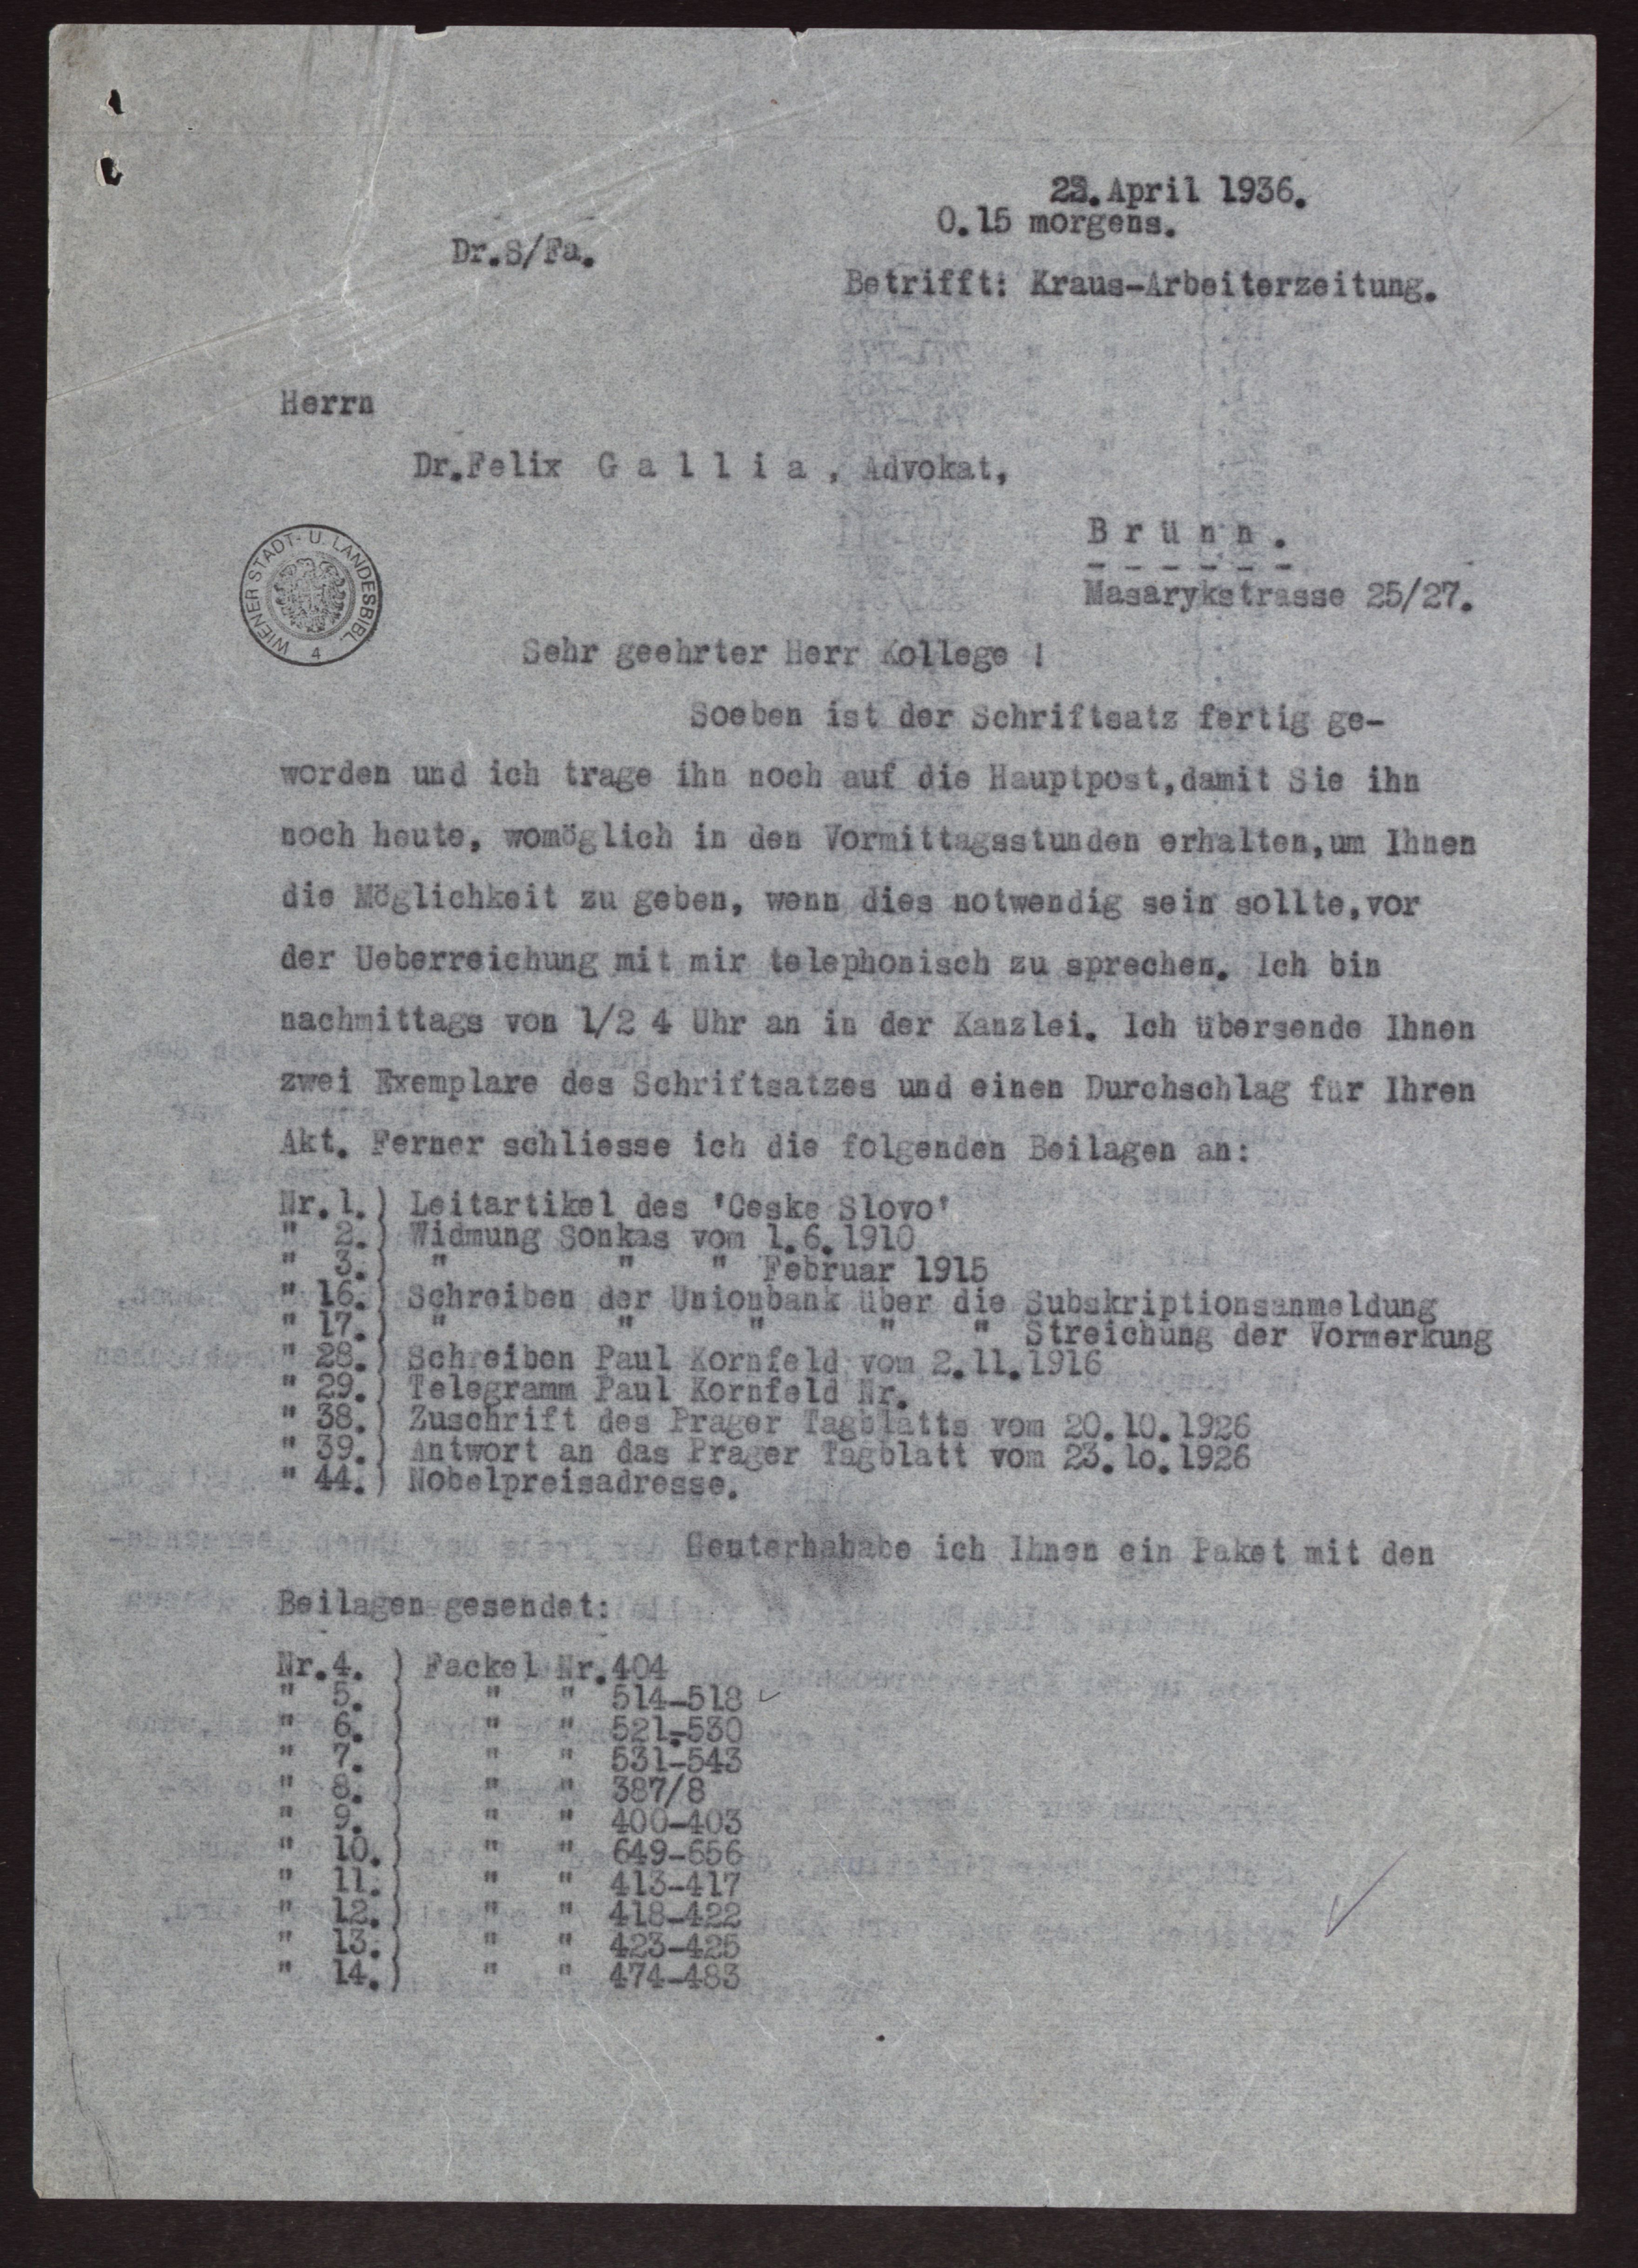 23. April 1936.
0.15 morgens.
Dr.S/Fa.
Betrifft: Kraus-Arbeiterzeitung.
Herrn
Dr.Felix G a l l i a , Advokat,
B r ü n n .
- - - - - -
Masarykstrasse 25/27.
WIENER STADT- U. LANDESBIBL. 4
Sehr geehrter Herr Kollege !
Soeben ist der Schriftsatz fertig ge-
worden und ich trage ihn noch auf die Hauptpost,damit Sie ihn
noch heute, womöglich in den Vormittagsstunden erhalten,um Ihnen
die Möglichkeit zu geben, wenn dies notwendig sein sollte,vor
der Ueberreichung mit mir telephonisch zu sprechen. Ich bin
nachmittags von 1/2 4 Uhr an in der Kanzlei. Ich übersende Ihnen
zwei Exemplare des Schriftsatzes und einen Durchschlag für Ihren
Akt. Ferner schliesse ich die folgenden Beilagen an:
Nr.1.) Leitartikel des 'Ceske Slovo'
" 2.) Widmung Sonkas vom 1.6.1910
" 3.) " " " Februar 1915
" 16.) Schreiben der Unionbank über die Subskriptionsanmeldung
" 17.) " " " " " Streichung der Vormerkung
" 28.) Schreiben Paul Kornfeld vom 2.11.1916
" 29.) Telegramm Paul Kornfeld Nr.
" 38.) Zuschrift des Prager Tagblatts vom 20.10.1926
" 39.) Antwort an das Prager Tagblatt vom 23.10.1926
" 44.) Nobelpreisadresse.
ich Ihnen ein Paket mit den
Beilagen gesendet:
Nr.4. ) Fackel Nr.404
" 5. ) " " 514-518
" 6. ) " " 521-530
" 7. ) " " 531-543
" 8. ) " " 387/8
" 9. ) " " 400-403
" 10.) " " 649-656
" 11.) " " 413-417
" 12.) " " 418-422
" 13.) " " 423-425
" 14.) " " 474-483